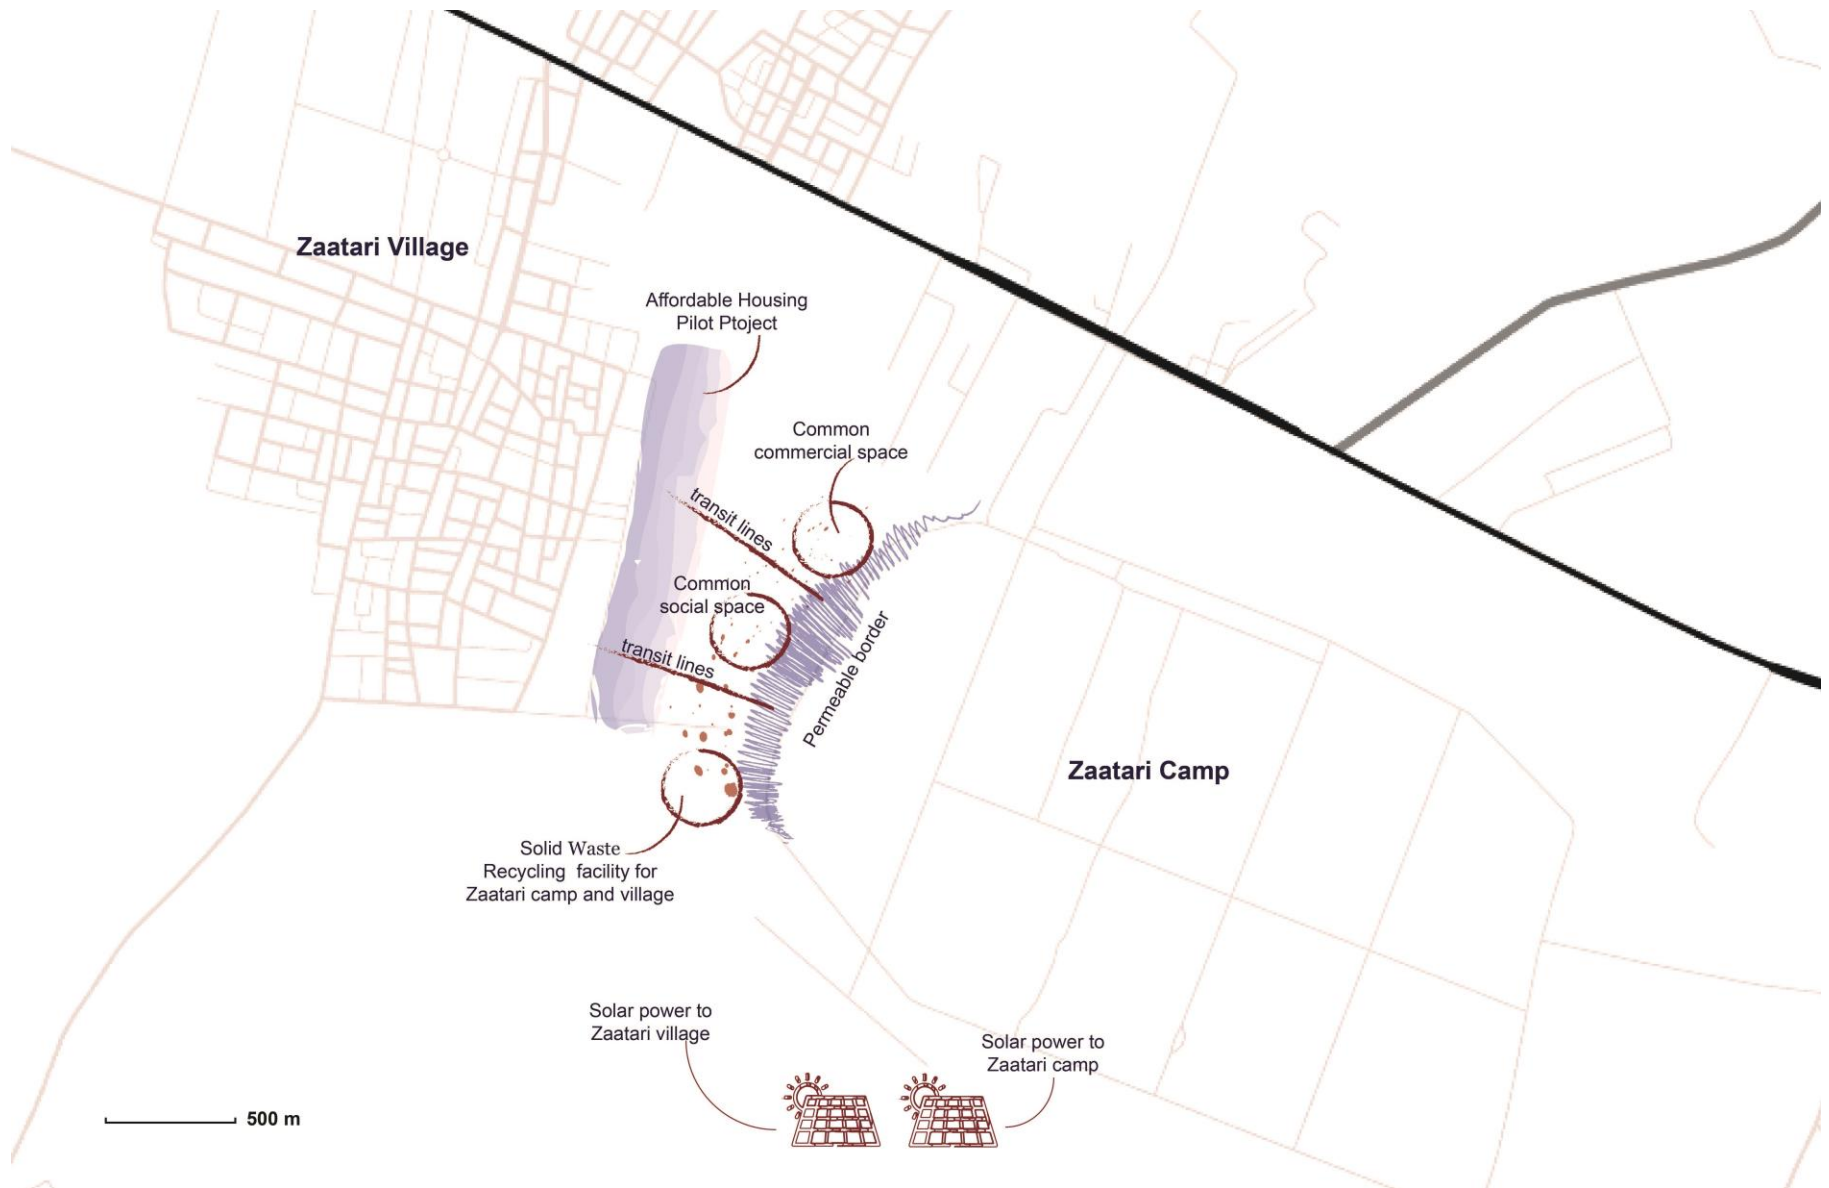 Zaatari Village
Affordable Housing
Pilot Ptoject
Common
commercial space
transit lines
Common
social space
transit lines
Permeable border
Zaatari Camp
Solid Waste
Recycling facility for
Zaatari camp and village
Solar power to
Zaatari village
Solar power to
Zaatari camp
500 m